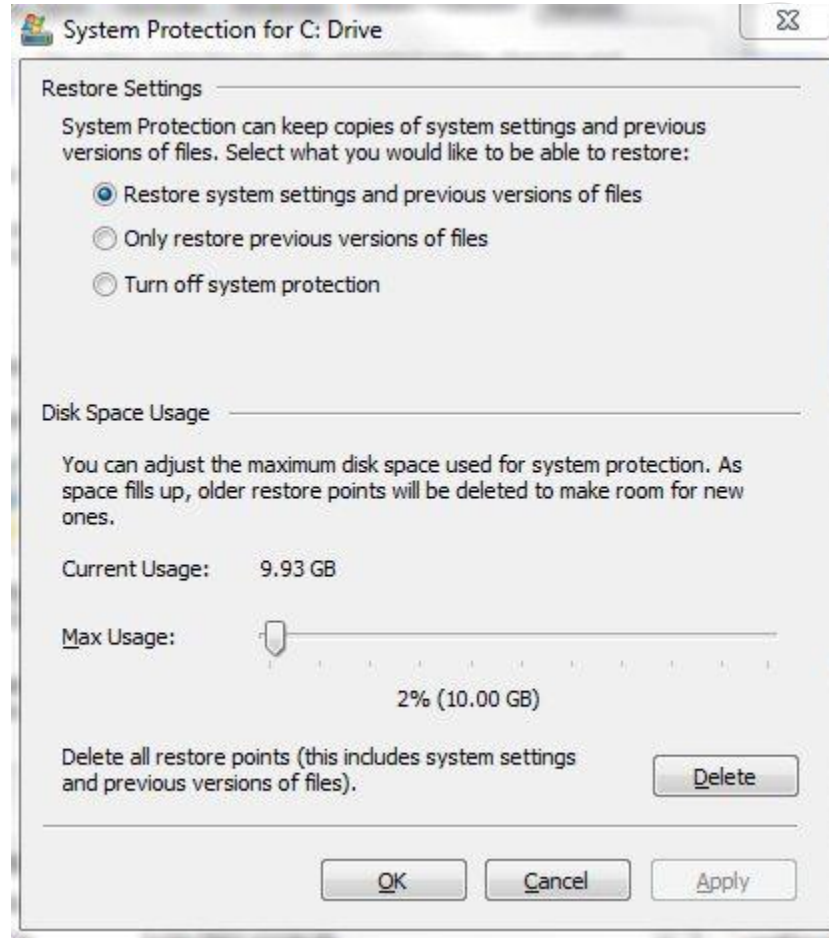 System Protection for C: Drive
Restore Settings
System Protection can keep copies of system settings and previous
versions of files. Select what you would like to be able to restore:
Restore system settings and previous versions of files
Only restore previous versions of files
Turn off system protection
Disk Space Usage
You can adjust the maximum disk space used for system protection. As
space fills up, older restore points will be deleted to make room for new
ones.
Current Usage: 9.93 GB
Max Usage:
2% (10.00 GB)
Delete all restore points (this includes system settings
and previous versions of files).
Delete
OK Cancel Apply